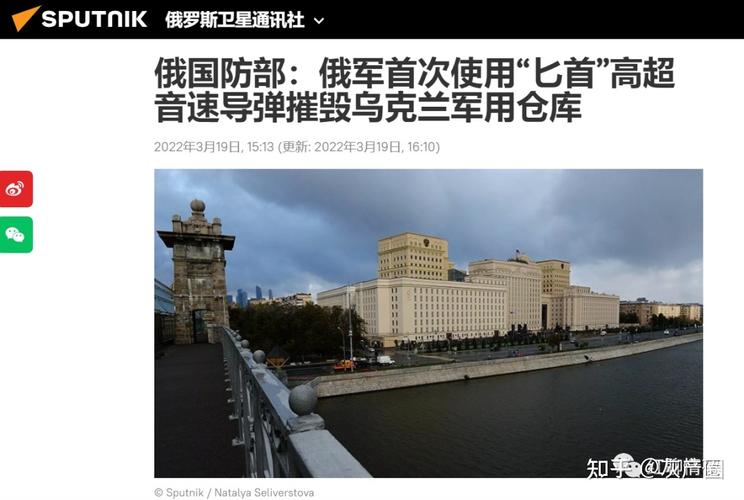 SPUTNIK 俄罗斯卫星通讯社
俄国防部：俄军首次使用“匕首”高超
音速导弹摧毁乌克兰军用仓库
2022年3月19日, 15:13 (更新: 2022年3月19日, 16:10)
知乎 @灰产圈
© Sputnik / Natalya Seliverstova